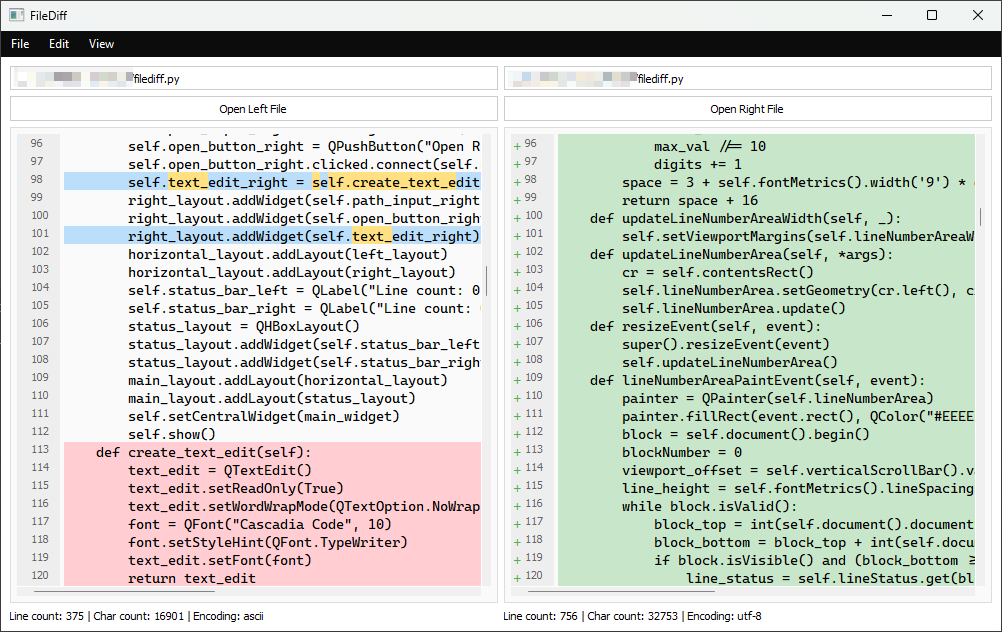 FileDiff
File Edit View
filediff.py
Open Left File
96 self.open_button_right = QPushButton("Open R
97 self.open_button_right.clicked.connect(self.
98 self.text_edit_right = self.create_text_edit
99 right_layout.addWidget(self.path_input_right
100 right_layout.addWidget(self.open_button_righ
101 right_layout.addWidget(self.text_edit_right)
102 horizontal_layout.addLayout(left_layout)
103 horizontal_layout.addLayout(right_layout)
104 self.status_bar_left = QLabel("Line count: 0
105 self.status_bar_right = QLabel("Line count:
106 status_layout = QHBoxLayout()
107 status_layout.addWidget(self.status_bar_left
108 status_layout.addWidget(self.status_bar_righ
109 main_layout.addLayout(horizontal_layout)
110 main_layout.addLayout(status_layout)
111 self.setCentralWidget(main_widget)
112 self.show()
113 def create_text_edit(self):
114 text_edit = QTextEdit()
115 text_edit.setReadOnly(True)
116 text_edit.setWordWrapMode(QTextOption.NoWrap
117 font = QFont("Cascadia Code", 10)
118 font.setStyleHint(QFont.TypeWriter)
119 text_edit.setFont(font)
120 return text_edit
Line count: 375 | Char count: 16901 | Encoding: ascii
filediff.py
Open Right File
+ 96 max_val //= 10
+ 97 digits += 1
+ 98 space = 3 + self.fontMetrics().width('9') *
+ 99 return space + 16
+ 100 def updateLineNumberAreaWidth(self, _):
+ 101 self.setViewportMargins(self.lineNumberAreaW
+ 102 def updateLineNumberArea(self, *args):
+ 103 cr = self.contentsRect()
+ 104 self.lineNumberArea.setGeometry(cr.left(), c
+ 105 self.lineNumberArea.update()
+ 106 def resizeEvent(self, event):
+ 107 super().resizeEvent(event)
+ 108 self.updateLineNumberArea()
+ 109 def lineNumberAreaPaintEvent(self, event):
+ 110 painter = QPainter(self.lineNumberArea)
+ 111 painter.fillRect(event.rect(), QColor("#EEEE
+ 112 block = self.document().begin()
+ 113 blockNumber = 0
+ 114 viewport_offset = self.verticalScrollBar().v
+ 115 line_height = self.fontMetrics().lineSpacing
+ 116 while block.isValid():
+ 117 block_top = int(self.document().document
+ 118 block_bottom = block_top + int(self.docu
+ 119 if block.isVisible() and (block_bottom >=
+ 120 line_status = self.lineStatus.get(bl
Line count: 756 | Char count: 32753 | Encoding: utf-8